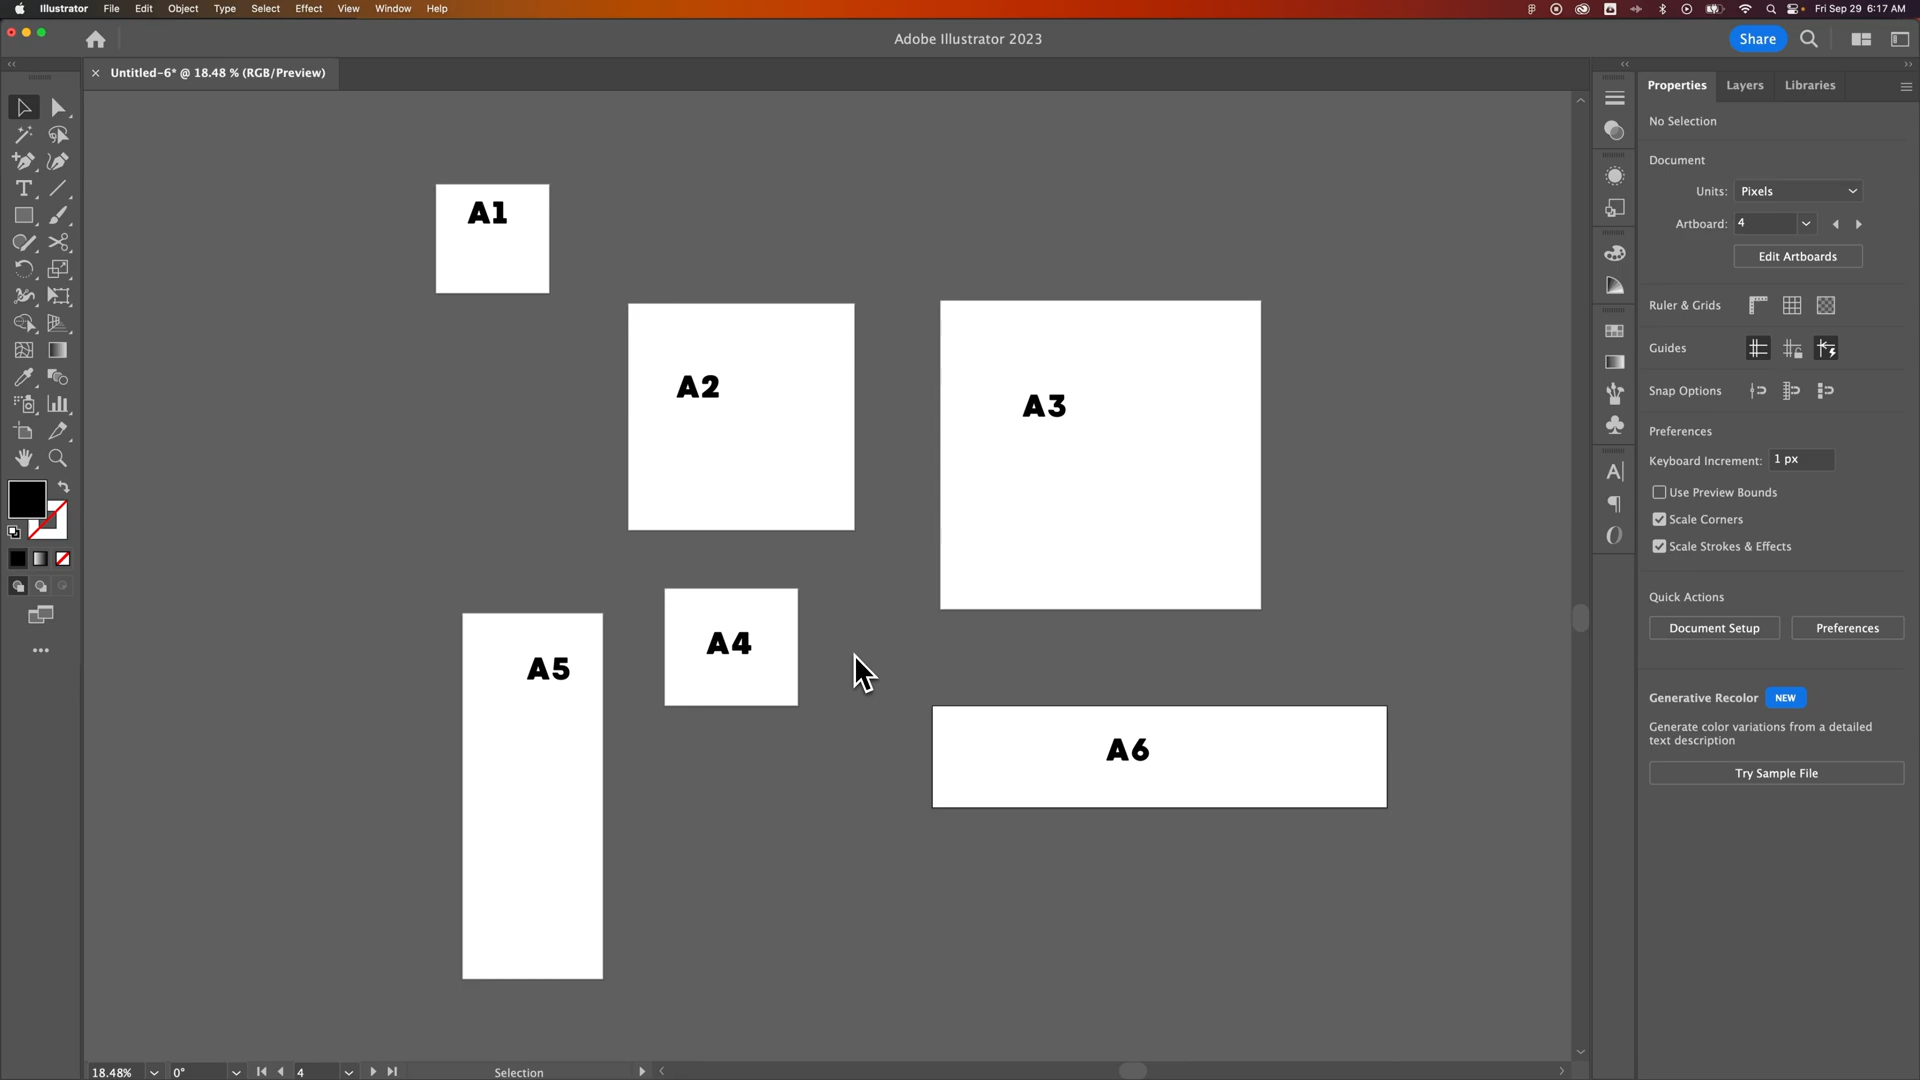 Illustrator File Edit Object Type Select Effect View Window Help
Fri Sep 29 6:17 AM
Adobe Illustrator 2023
Share
Untitled-6* @ 18.48 % (RGB/Preview)
A1
A2
A3
A4
A5
A6
Properties Layers Libraries
No Selection
Document
Units: Pixels
Artboard: 4
Edit Artboards
Ruler & Grids
Guides
Snap Options
Preferences
Keyboard Increment: 1 px
Use Preview Bounds
Scale Corners
Scale Strokes & Effects
Quick Actions
Document Setup Preferences
Generative Recolor NEW
Generate color variations from a detailed
text description
Try Sample File
18.48% 0° 4 Selection